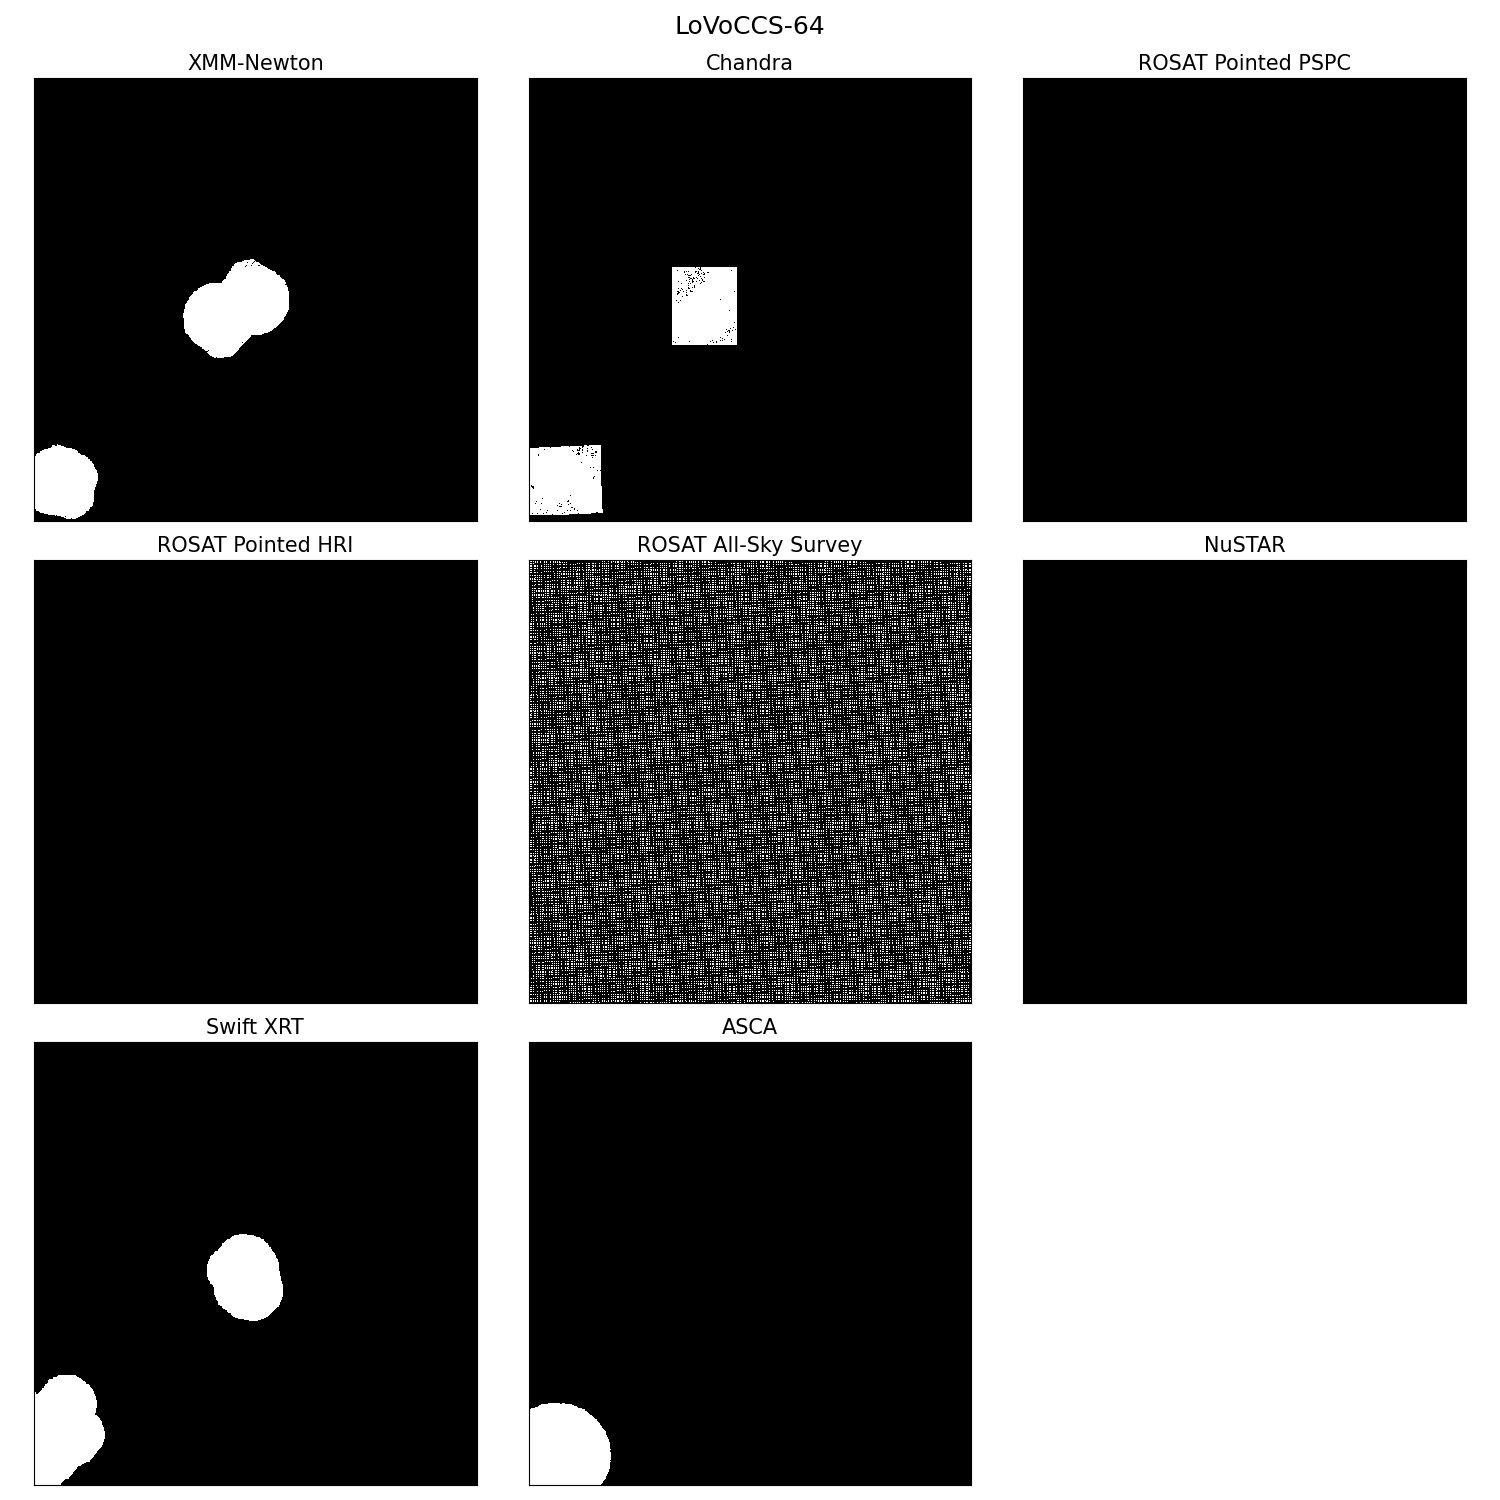 LoVoCCS-64
XMM-Newton
Chandra
ROSAT Pointed PSPC
ROSAT Pointed HRI
ROSAT All-Sky Survey
NuSTAR
Swift XRT
ASCA